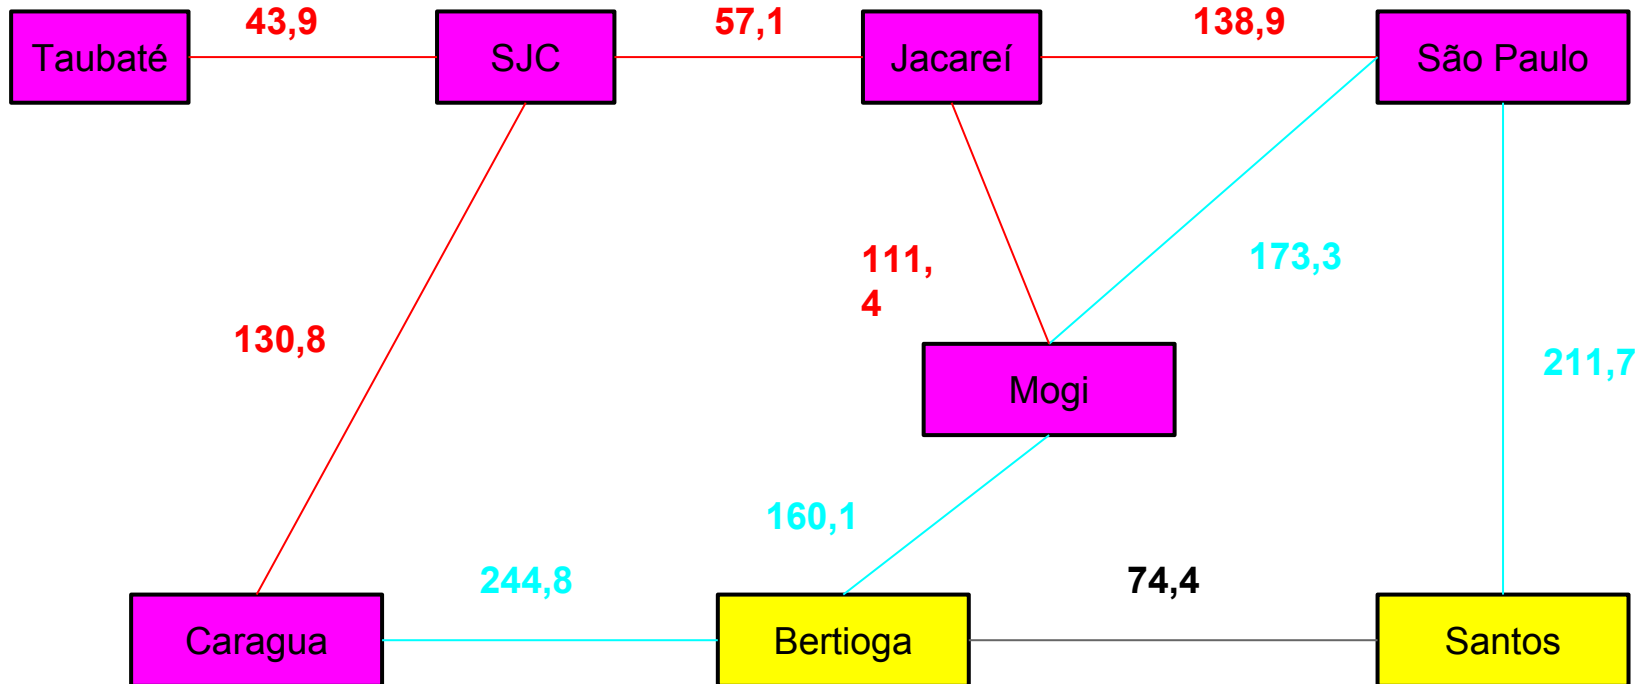 43,9
57,1
138,9
Taubaté
SJC
Jacareí
São Paulo
111,
4
173,3
130,8
211,7
Mogi
160,1
244,8
74,4
Caragua
Bertioga
Santos